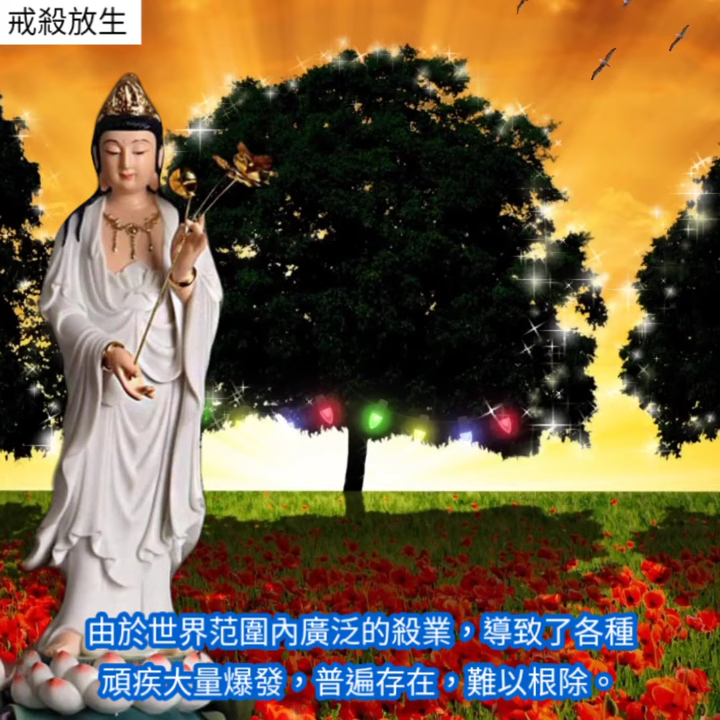 戒殺放生
由於世界范圍內廣泛的殺業，導致了各種
頑疾大量爆發，普遍存在，難以根除。